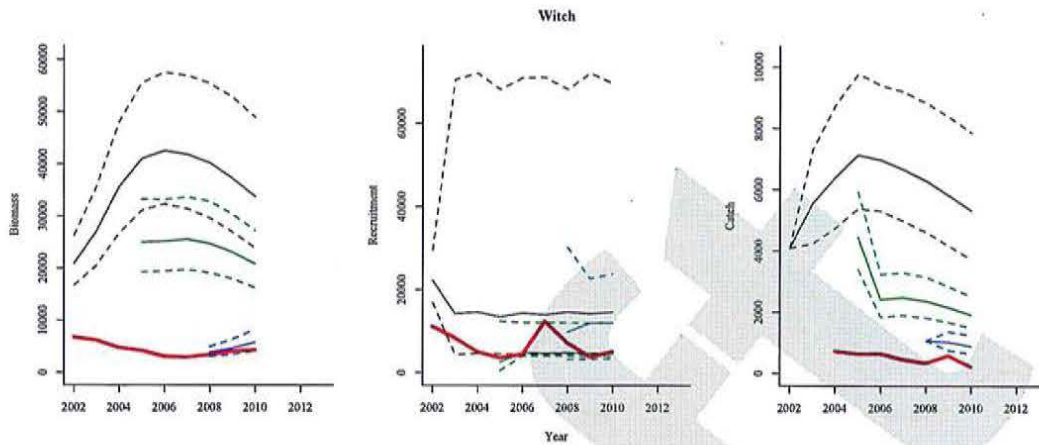 Witch
Biomass
0 10000 20000 30000 40000 50000 60000
2002 2004 2006 2008 2010 2012
Recruitment
0 20000 40000 60000
2002 2004 2006 2008 2010 2012
Year
Catch
0 2000 4000 6000 8000 10000
2002 2004 2006 2008 2010 2012